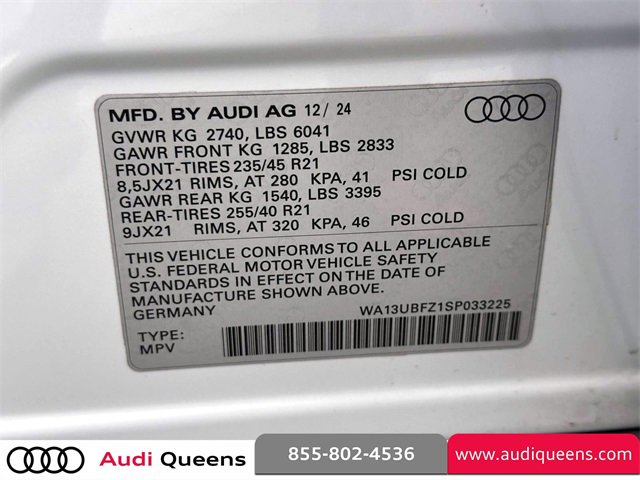 MFD. BY AUDI AG 12/ 24
GVWR KG 2740, LBS 6041
GAWR FRONT KG 1285, LBS 2833
FRONT-TIRES 235/45 R21
8,5JX21 RIMS, AT 280 KPA, 41 PSI COLD
GAWR REAR KG 1540, LBS 3395
REAR-TIRES 255/40 R21
9JX21 RIMS, AT 320 KPA, 46 PSI COLD
THIS VEHICLE CONFORMS TO ALL APPLICABLE
U.S. FEDERAL MOTOR VEHICLE SAFETY
STANDARDS IN EFFECT ON THE DATE OF
MANUFACTURE SHOWN ABOVE.
GERMANY WA13UBFZ1SP033225
TYPE:
MPV
Audi Queens 855-802-4536 www.audiqueens.com